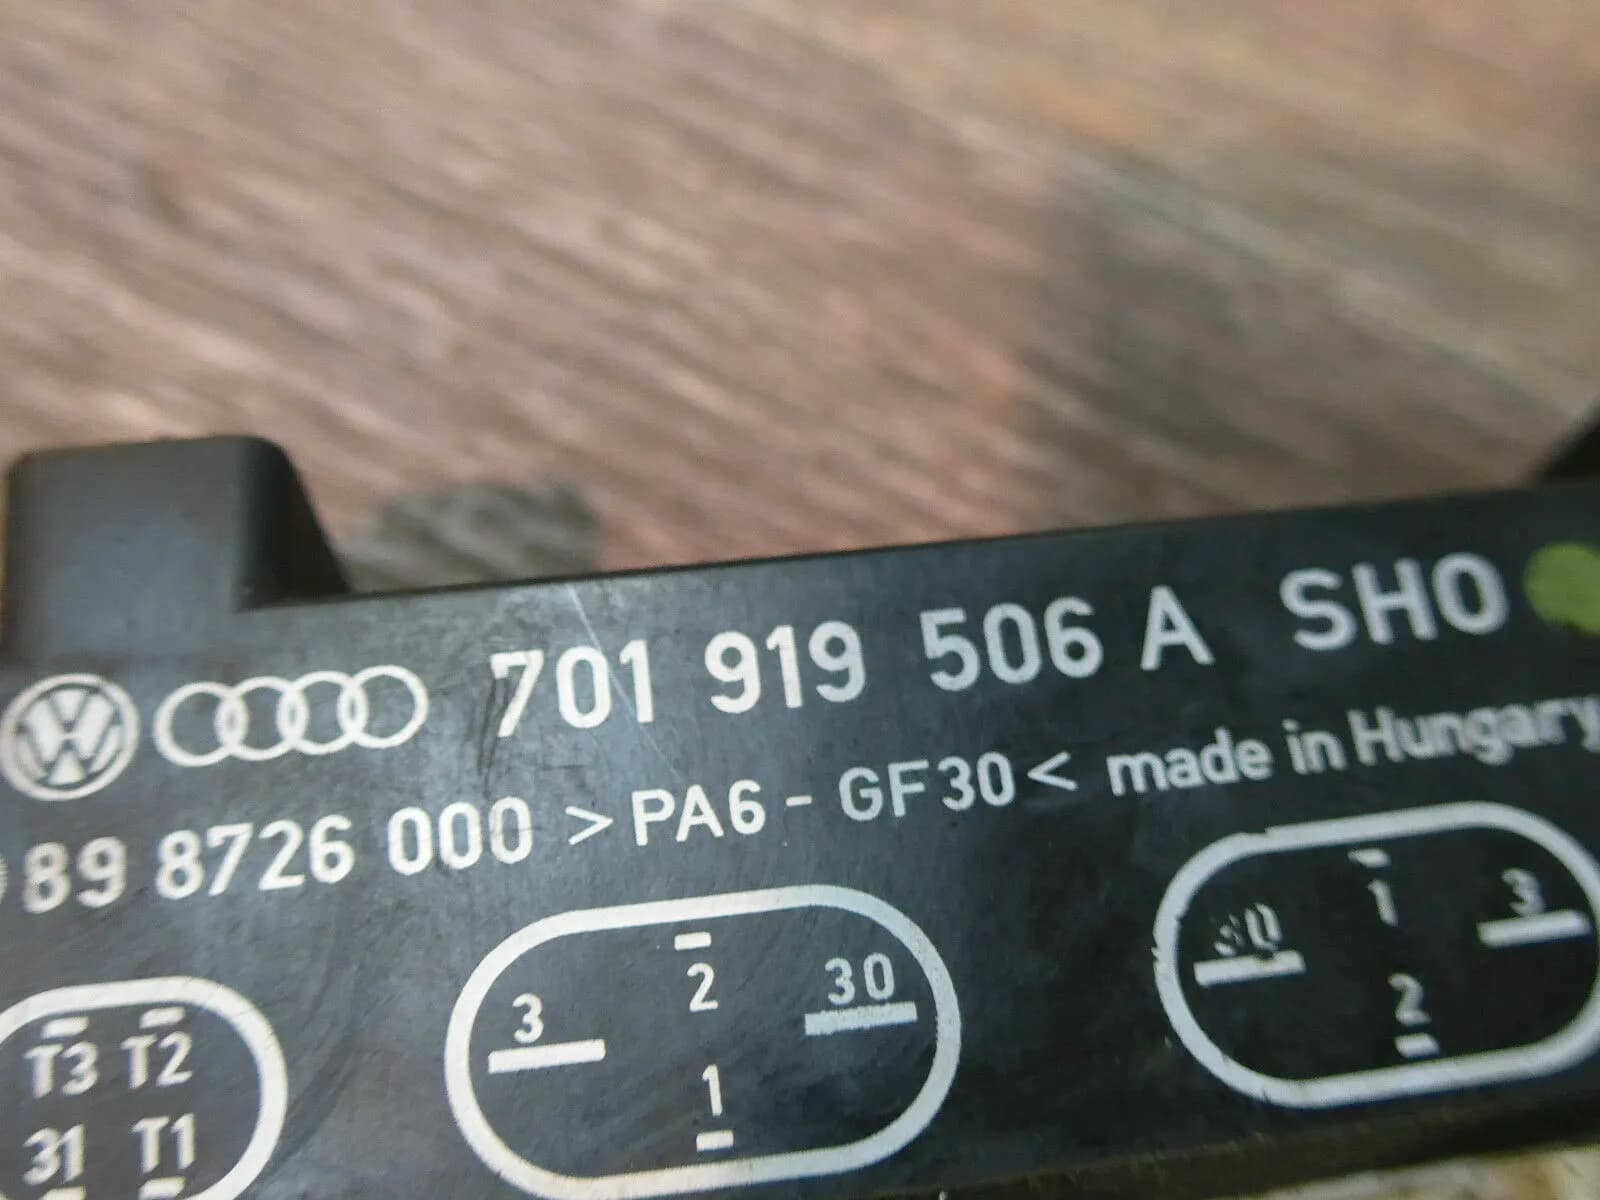 701 919 506 A SHO
89 8726 000 >PA6 - GF30< made in Hungary
T3 T2
31 T1
3 2 30
1
30 1 3
2